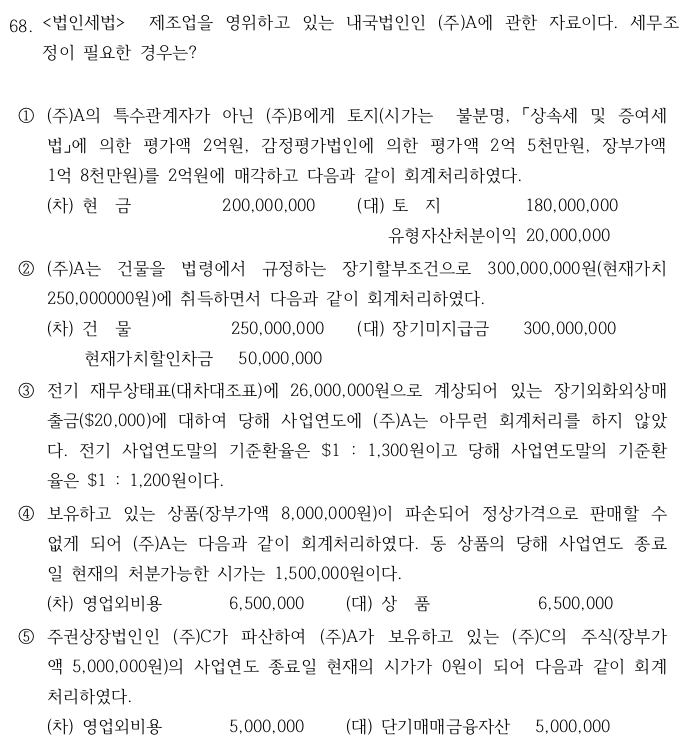 68. <법인세법> 제조업을 영위하고 있는 내국법인인 (주)A에 관한 자료이다. 세무조
정이 필요한 경우는?
① (주)A의 특수관계자가 아닌 (주)B에게 토지(시가는 불분명, 「상속세 및 증여세
법」에 의한 평가액 2억원, 감정평가법인에 의한 평가액 2억 5천만원, 장부가액
1억 8천만원)를 2억원에 매각하고 다음과 같이 회계처리하였다.
(차) 현 금 200,000,000 (대) 토 지 180,000,000
유형자산처분이익 20,000,000
② (주)A는 건물을 법령에서 규정하는 장기할부조건으로 300,000,000원(현재가치
250,000000원)에 취득하면서 다음과 같이 회계처리하였다.
(차) 건 물 250,000,000 (대) 장기미지급금 300,000,000
현재가치할인차금 50,000,000
③ 전기 재무상태표(대차대조표)에 26,000,000원으로 계상되어 있는 장기외화외상매
출금($20,000)에 대하여 당해 사업연도에 (주)A는 아무런 회계처리를 하지 않았
다. 전기 사업연도말의 기준환율은 $1 : 1,300원이고 당해 사업연도말의 기준환
율은 $1 : 1,200원이다.
④ 보유하고 있는 상품(장부가액 8,000,000원)이 파손되어 정상가격으로 판매할 수
없게 되어 (주)A는 다음과 같이 회계처리하였다. 동 상품의 당해 사업연도 종료
일 현재의 처분가능한 시가는 1,500,000원이다.
(차) 영업외비용 6,500,000 (대) 상 품 6,500,000
⑤ 주권상장법인인 (주)C가 파산하여 (주)A가 보유하고 있는 (주)C의 주식(장부가
액 5,000,000원)의 사업연도 종료일 현재의 시가가 0원이 되어 다음과 같이 회계
처리하였다.
(차) 영업외비용 5,000,000 (대) 단기매매금융자산 5,000,000